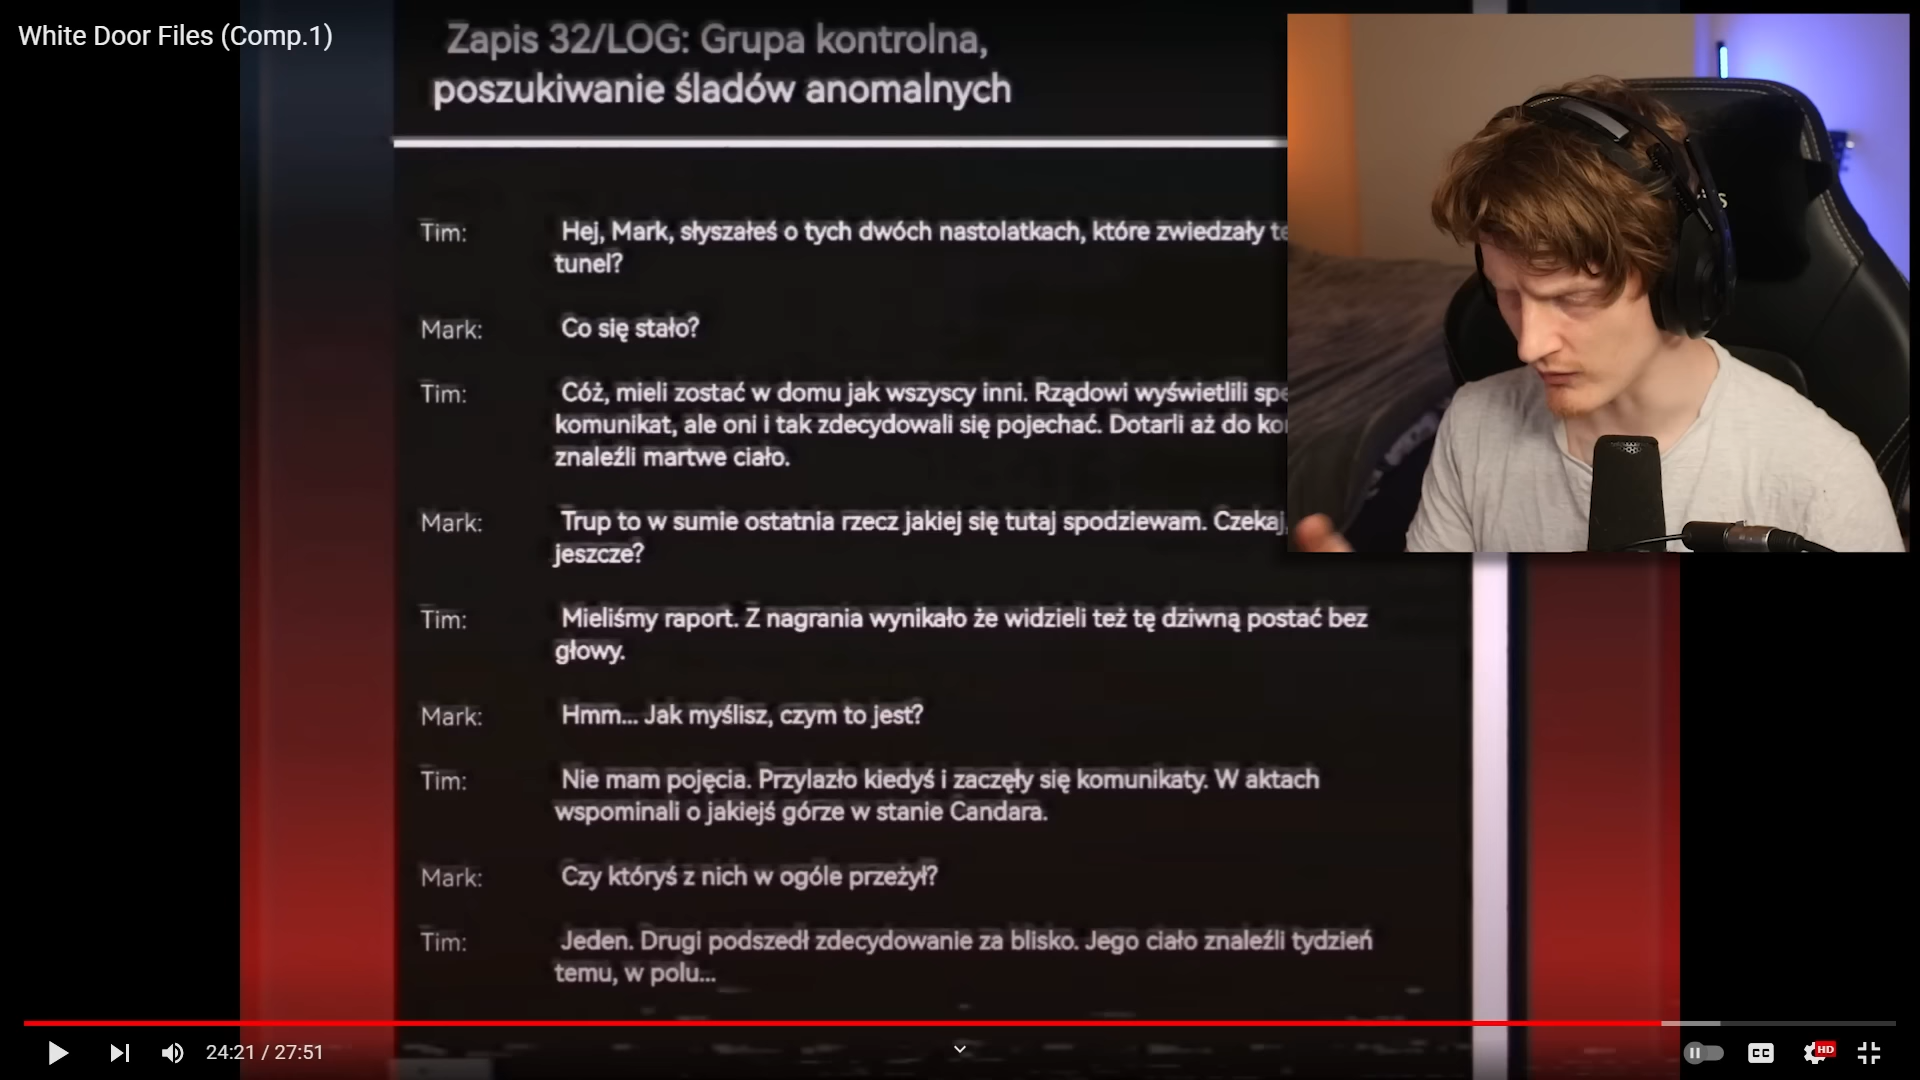 White Door Files (Comp.1)
Zapis 32/LOG: Grupa kontrolna,
poszukiwanie śladów anomalnych
Tim: Hej, Mark, słyszałeś o tych dwóch nastolatkach, które zwiedzały
tunel?
Mark: Co się stało?
Tim: Cóż, mieli zostać w domu jak wszyscy inni. Rządowi wyświetlili
komunikat, ale oni i tak zdecydowali się pojechać. Dotarli aż do
znaleźli martwe ciało.
Mark: Trup to w sumie ostatnia rzecz jakiej się tutaj spodziewam. Czekaj,
jeszcze?
Tim: Mieliśmy raport. Z nagrania wynikało że widzieli też tę dziwną postać bez
głowy.
Mark: Hmm... Jak myślisz, czym to jest?
Tim: Nie mam pojęcia. Przylazło kiedyś i zaczęły się komunikaty. W aktach
wspominali o jakiejś górze w stanie Candara.
Mark: Czy któryś z nich w ogóle przeżył?
Tim: Jeden. Drugi podszedł zdecydowanie za blisko. Jego ciało znaleźli tydzień
temu, w polu...
24:21 / 27:51
CC
HD